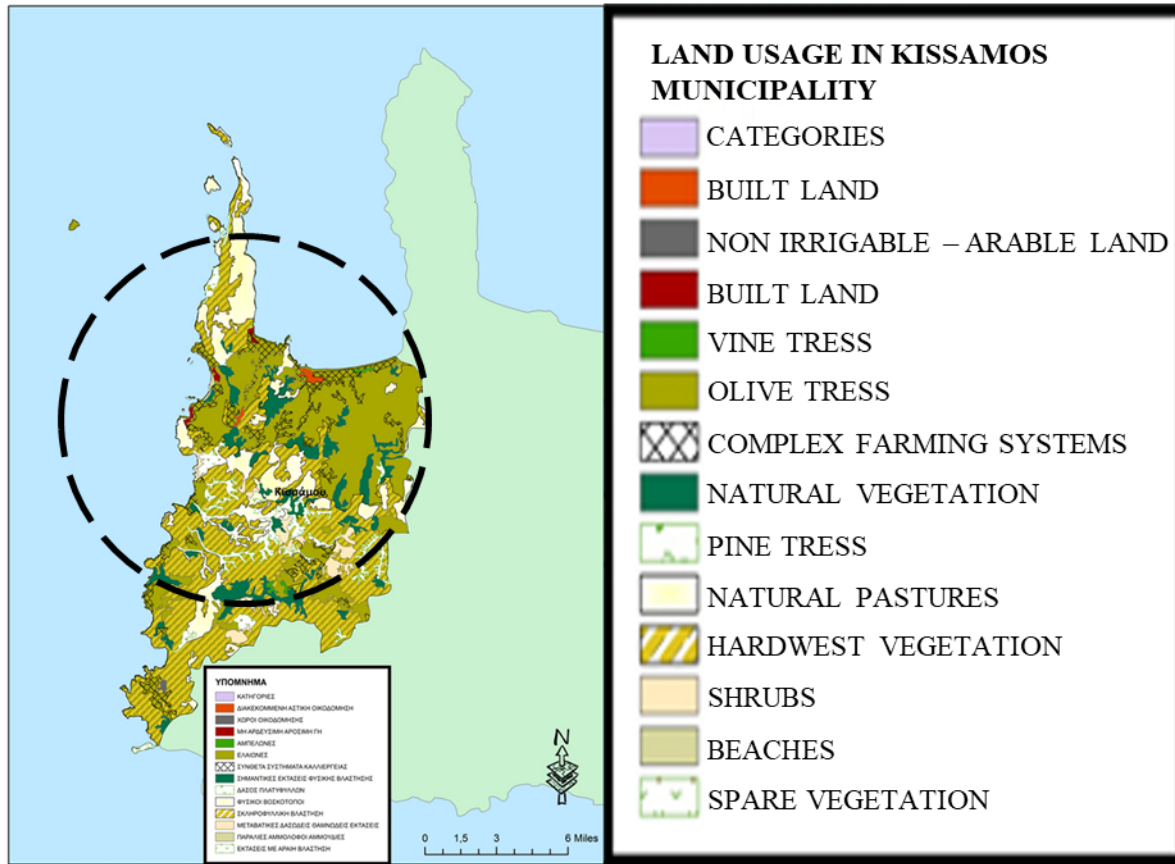 Κισσάμου
ΥΠΟΜΝΗΜΑ
ΚΑΤΗΓΟΡΙΕΣ
ΔΙΑΚΕΚΟΜΜΕΝΗ ΑΣΤΙΚΗ ΟΙΚΟΔΟΜΗΣΗ
ΧΩΡΟΙ ΟΙΚΟΔΟΜΗΣΗΣ
ΜΗ ΑΡΔΕΥΣΙΜΗ ΑΡΟΣΙΜΗ ΓΗ
ΑΜΠΕΛΩΝΕΣ
ΕΛΑΙΩΝΕΣ
ΣΥΝΘΕΤΑ ΣΥΣΤΗΜΑΤΑ ΚΑΛΛΙΕΡΓΕΙΑΣ
ΣΗΜΑΝΤΙΚΕΣ ΕΚΤΑΣΕΙΣ ΦΥΣΙΚΗΣ ΒΛΑΣΤΗΣΗΣ
ΔΑΣΟΣ ΠΛΑΤΥΦΥΛΛΩΝ
ΦΥΣΙΚΟΙ ΒΟΣΚΟΤΟΠΟΙ
ΣΚΛΗΡΟΦΥΛΛΙΚΗ ΒΛΑΣΤΗΣΗ
ΜΕΤΑΒΑΤΙΚΕΣ ΔΑΣΩΔΕΙΣ ΘΑΜΝΩΔΕΙΣ ΕΚΤΑΣΕΙΣ
ΠΑΡΑΛΙΕΣ ΑΜΜΟΛΟΦΟΙ ΑΜΜΟΥΔΙΕΣ
ΕΚΤΑΣΕΙΣ ΜΕ ΑΡΑΙΗ ΒΛΑΣΤΗΣΗ
N
0 1,5 3 6 Miles
LAND USAGE IN KISSAMOS
MUNICIPALITY
CATEGORIES
BUILT LAND
NON IRRIGABLE – ARABLE LAND
BUILT LAND
VINE TRESS
OLIVE TRESS
COMPLEX FARMING SYSTEMS
NATURAL VEGETATION
PINE TRESS
NATURAL PASTURES
HARDWEST VEGETATION
SHRUBS
BEACHES
SPARE VEGETATION